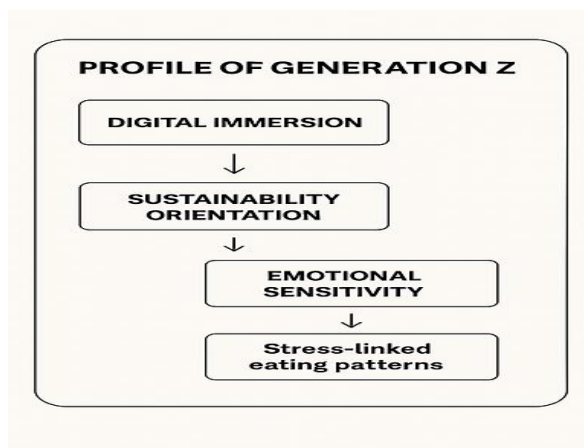 PROFILE OF GENERATION Z
DIGITAL IMMERSION
SUSTAINABILITY
ORIENTATION
EMOTIONAL
SENSITIVITY
Stress-linked
eating patterns